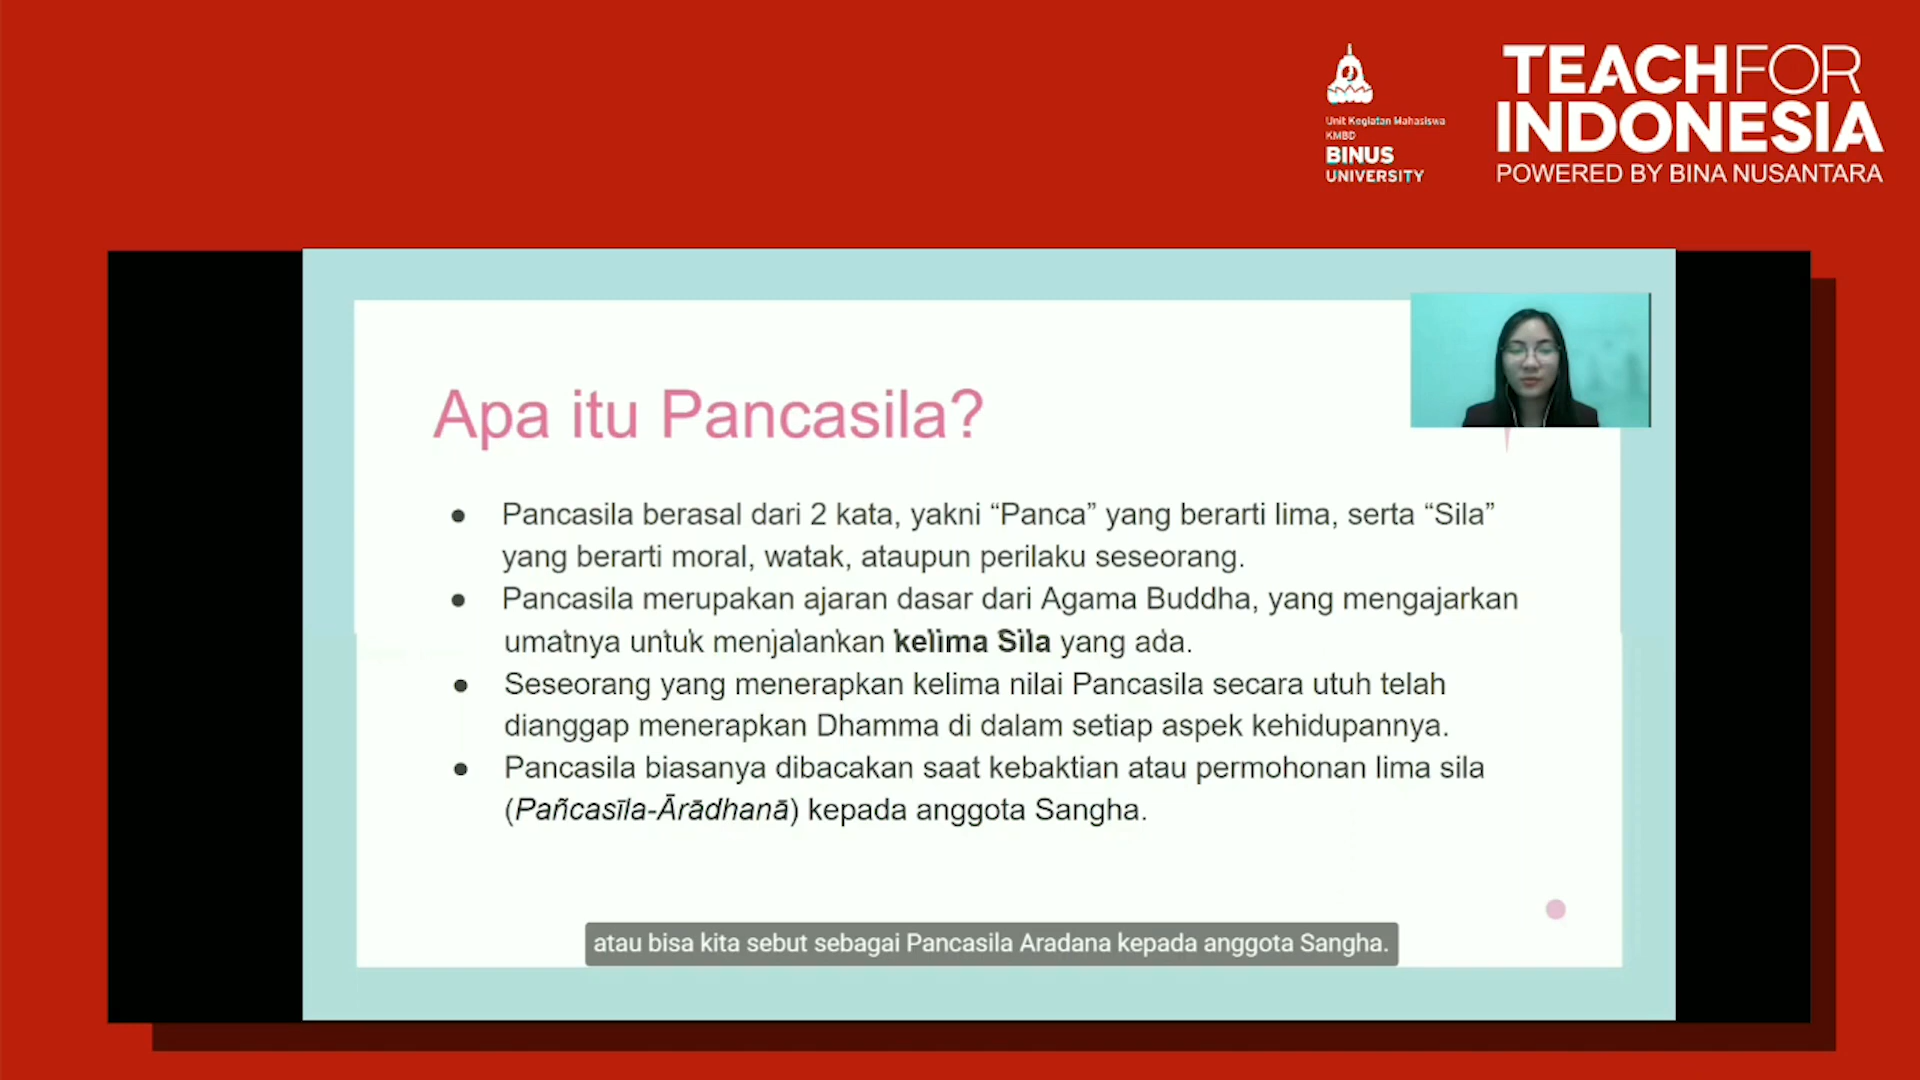 Unit Kegiatan Mahasiswa
KMBD
BINUS
UNIVERSITY
TEACHFOR
INDONESIA
POWERED BY BINA NUSANTARA
Apa itu Pancasila?
● Pancasila berasal dari 2 kata, yakni “Panca” yang berarti lima, serta “Sila”
yang berarti moral, watak, ataupun perilaku seseorang.
● Pancasila merupakan ajaran dasar dari Agama Buddha, yang mengajarkan
umatnya untuk menjalankan kelima Sila yang ada.
● Seseorang yang menerapkan kelima nilai Pancasila secara utuh telah
dianggap menerapkan Dhamma di dalam setiap aspek kehidupannya.
● Pancasila biasanya dibacakan saat kebaktian atau permohonan lima sila
(Pañcasīla-Ārādhanā) kepada anggota Sangha.
atau bisa kita sebut sebagai Pancasila Aradana kepada anggota Sangha.